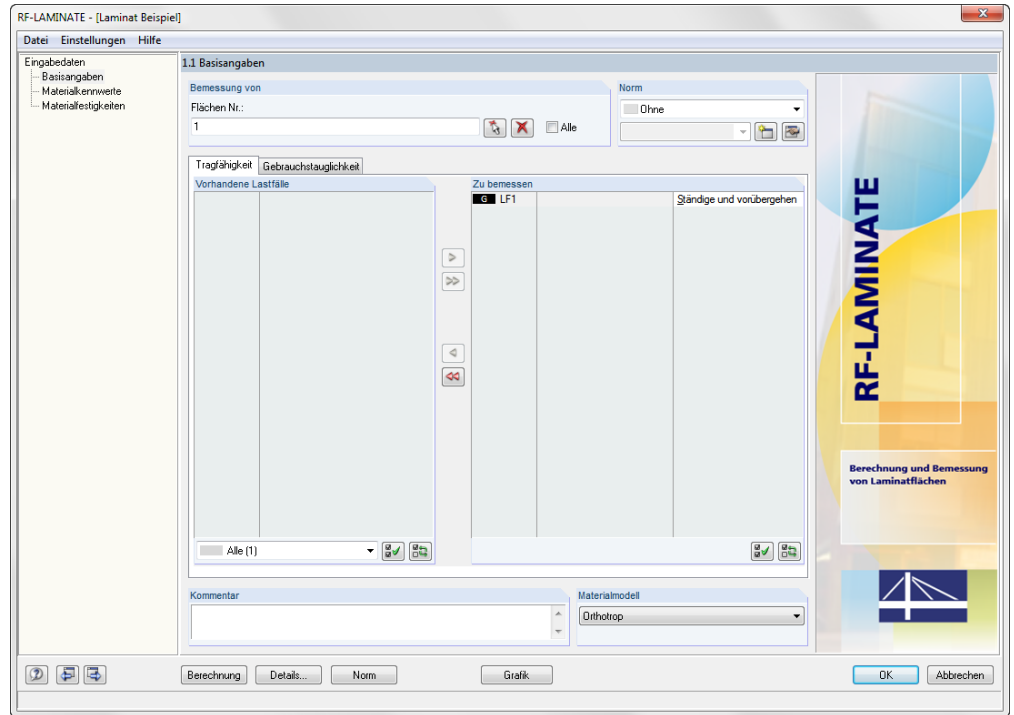 RF-LAMINATE - [Laminat Beispiel]
Datei Einstellungen Hilfe
Eingabedaten
Basisangaben
Materialkennwerte
Materialfestigkeiten
1.1 Basisangaben
Bemessung von
Flächen Nr.:
1
Alle
Norm
Ohne
Tragfähigkeit Gebrauchstauglichkeit
Vorhandene Lastfälle
Zu bemessen
G LF1 Ständige und vorübergehen
Alle (1)
Kommentar
Materialmodell
Orthotrop
RF-LAMINATE
Berechnung und Bemessung
von Laminatflächen
Berechnung Details... Norm Grafik OK Abbrechen